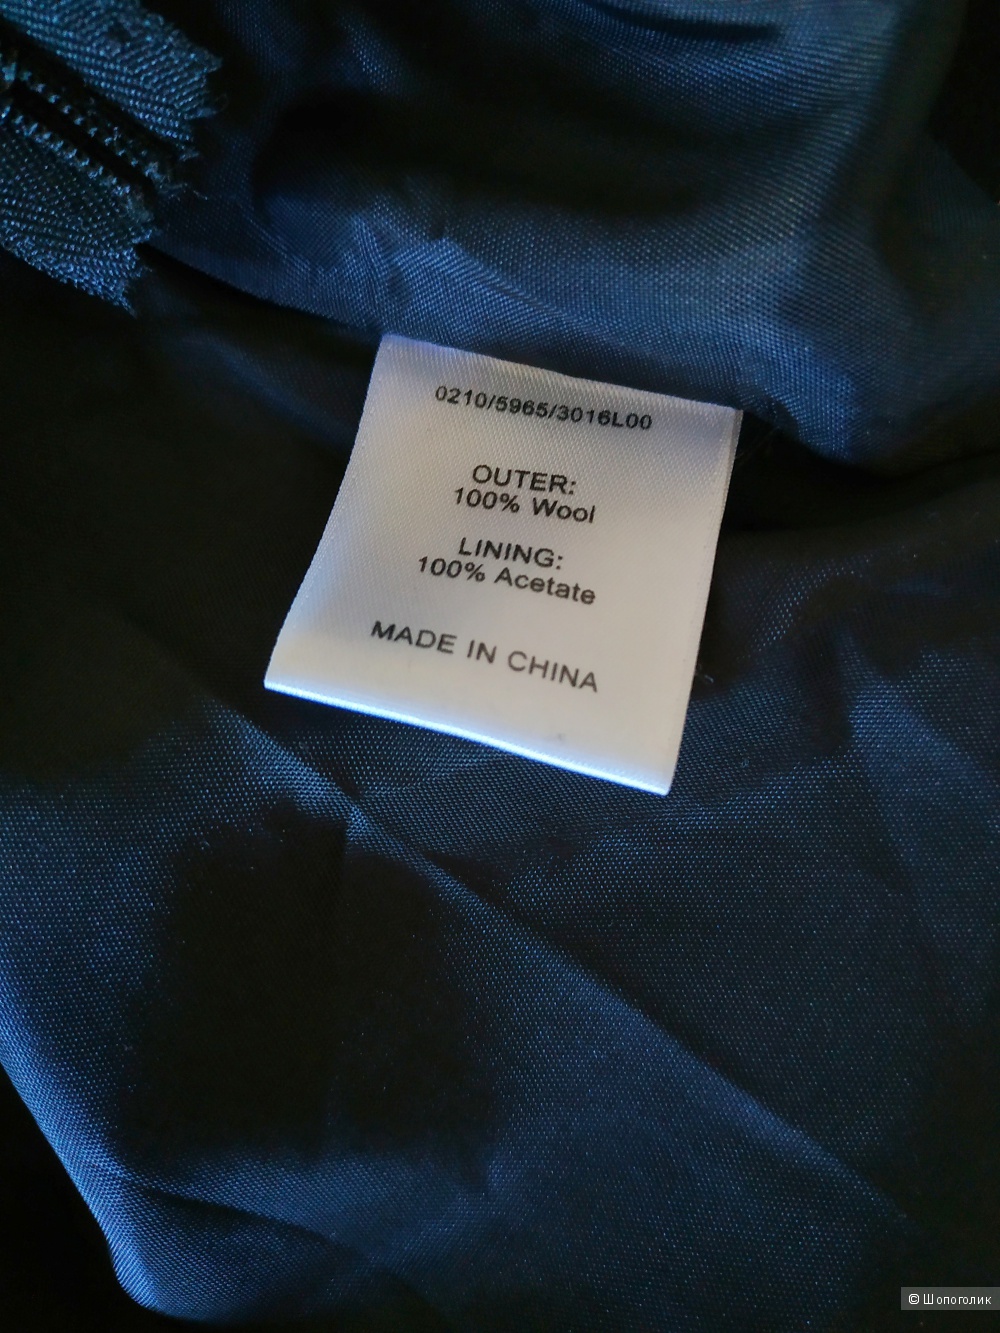 0210/5965/3016L00
OUTER:
100% Wool
LINING:
100% Acetate
MADE IN CHINA
© Шопоголик